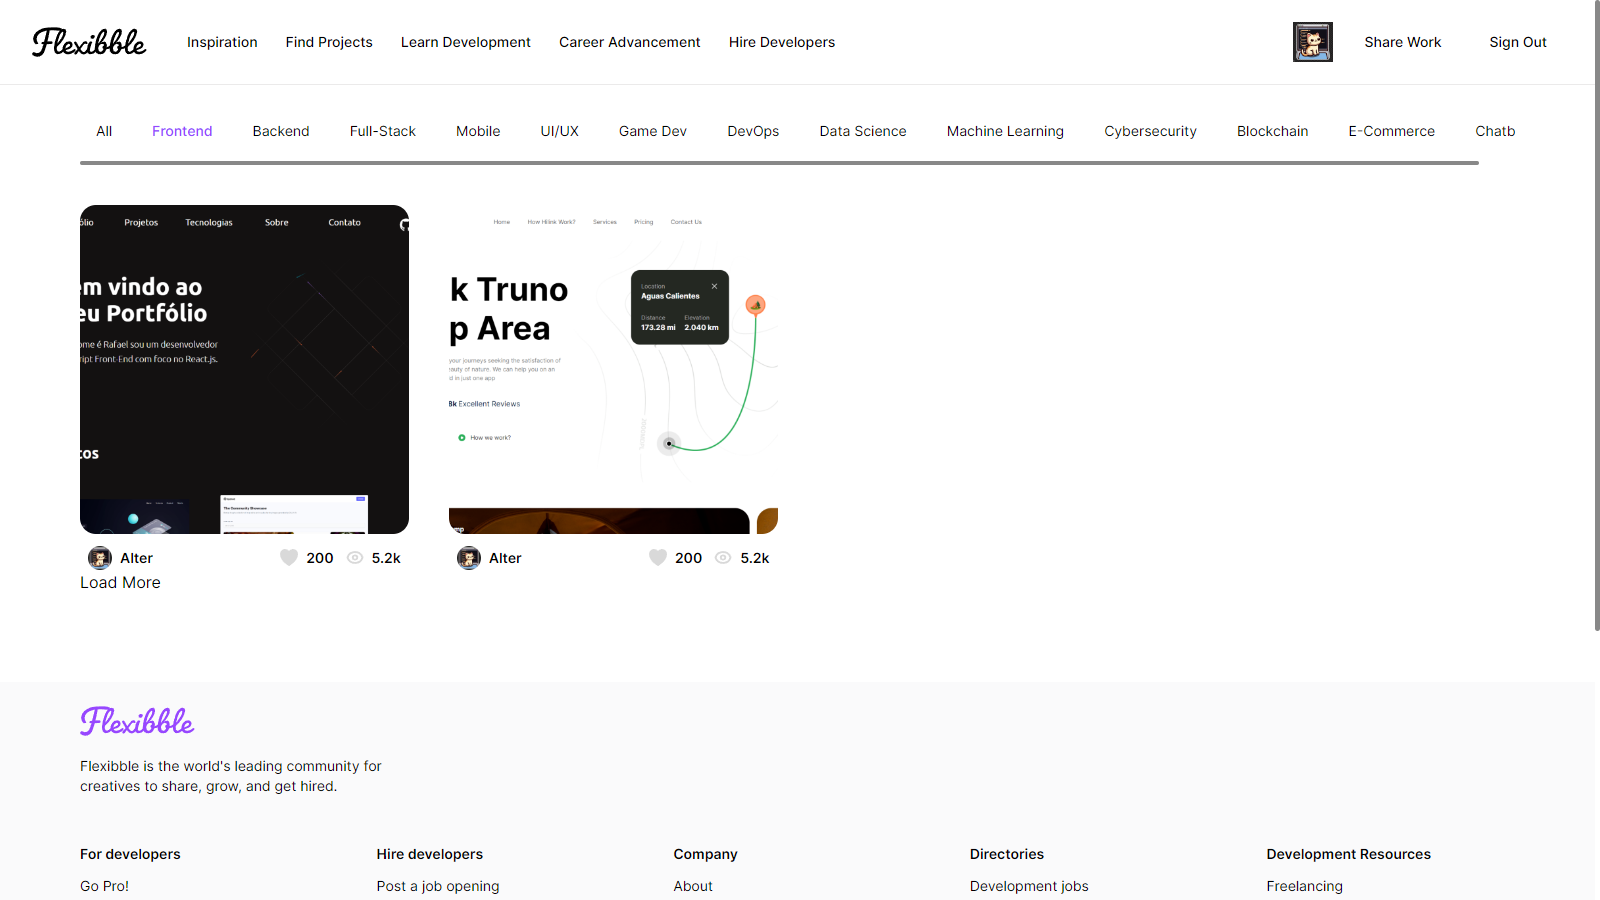 Flexibble Inspiration Find Projects Learn Development Career Advancement Hire Developers Share Work Sign Out
All Frontend Backend Full-Stack Mobile UI/UX Game Dev DevOps Data Science Machine Learning Cybersecurity Blockchain E-Commerce Chatb
ólio Projetos Tecnologias Sobre Contato
em vindo ao
eu Portfólio
ome é Rafael sou um desenvolvedor
ript Front-End com foco no React.js.
tos
The Community Showcase
Home How Hilink Work? Services Pricing Contact Us
k Truno
p Area
your journeys seeking the satisfaction of
eauty of nature. We can help you on an
d in just one app
8k Excellent Reviews
How we work?
Location
Aguas Calientes
Distance Elevation
173.28 mi 2.040 km
mp
Alter 200 5.2k
Alter 200 5.2k
Load More
Flexibble
Flexibble is the world's leading community for
creatives to share, grow, and get hired.
For developers Hire developers Company Directories Development Resources
Go Pro! Post a job opening About Development jobs Freelancing